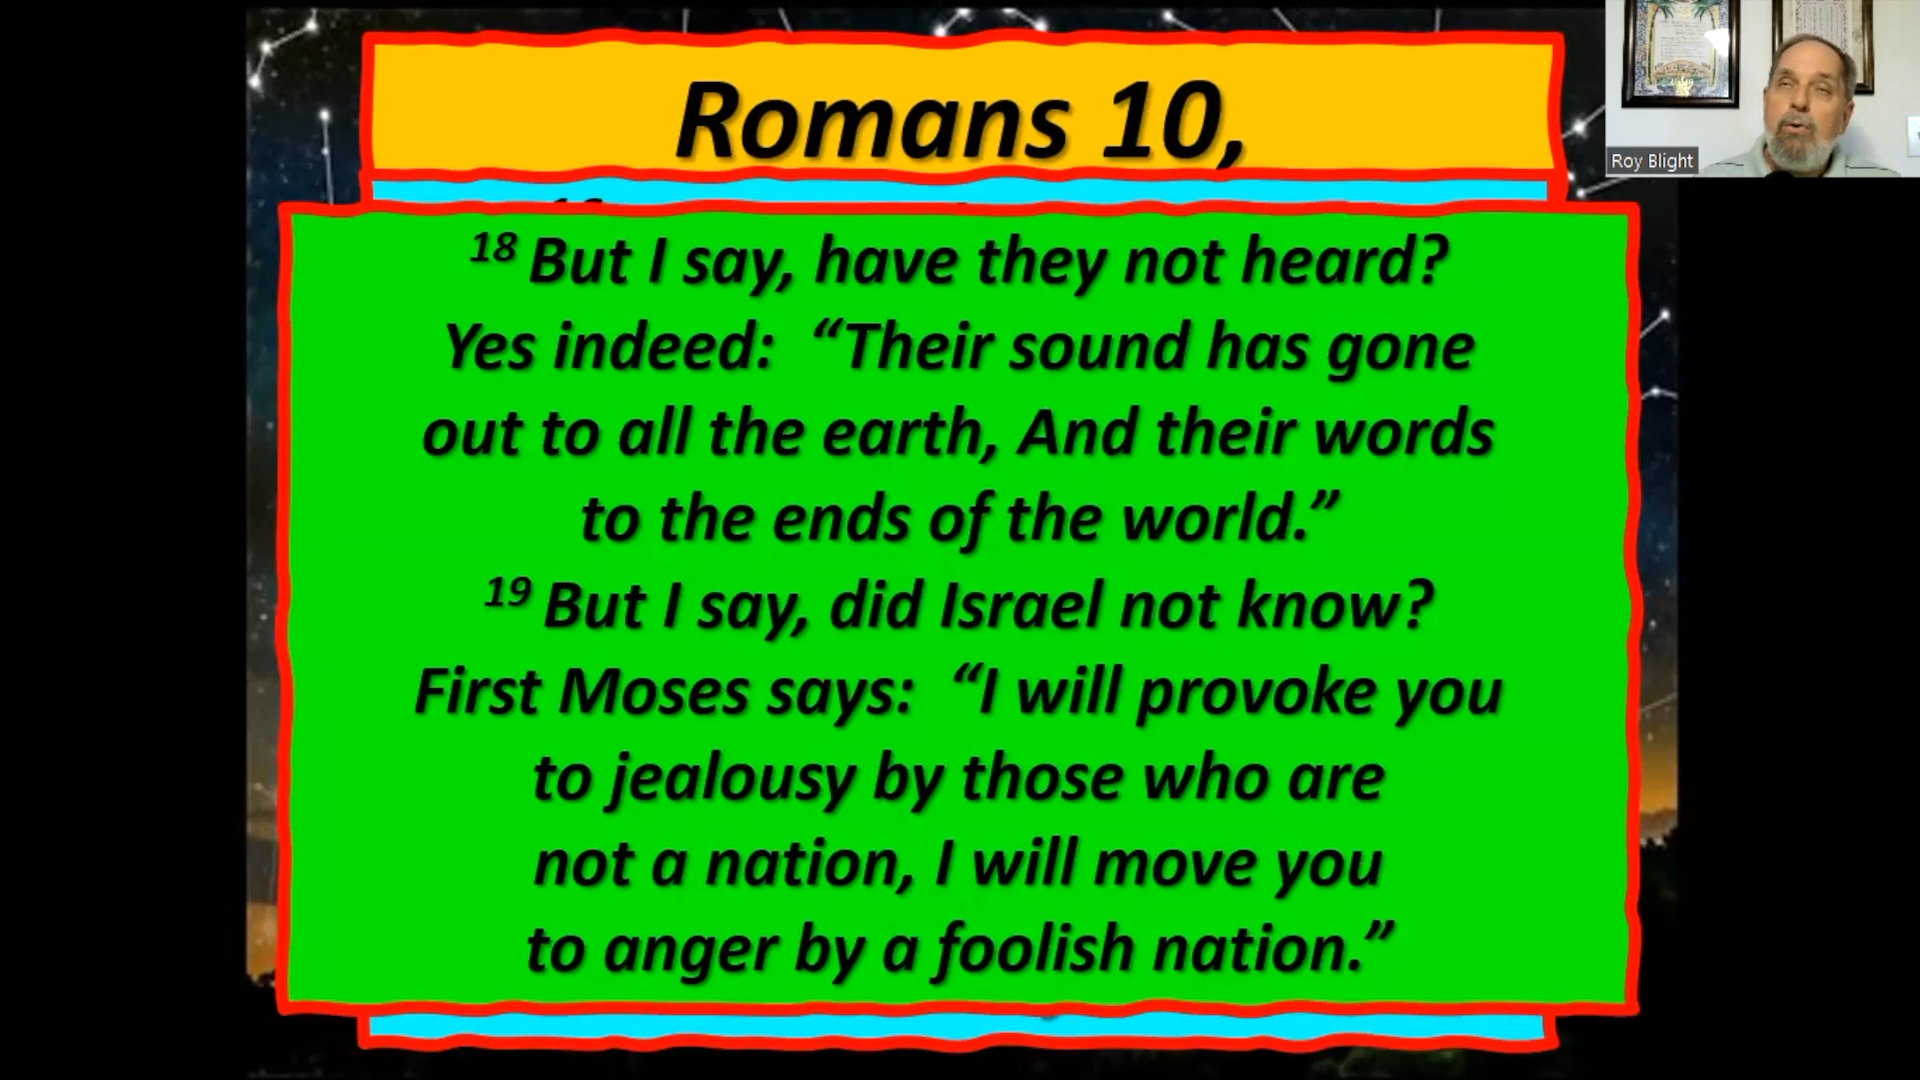 Romans 10,
Roy Blight
18 But I say, have they not heard?
Yes indeed:  “Their sound has gone
out to all the earth, And their words
to the ends of the world.”
19 But I say, did Israel not know?
First Moses says:  “I will provoke you
to jealousy by those who are
not a nation, I will move you
to anger by a foolish nation.”